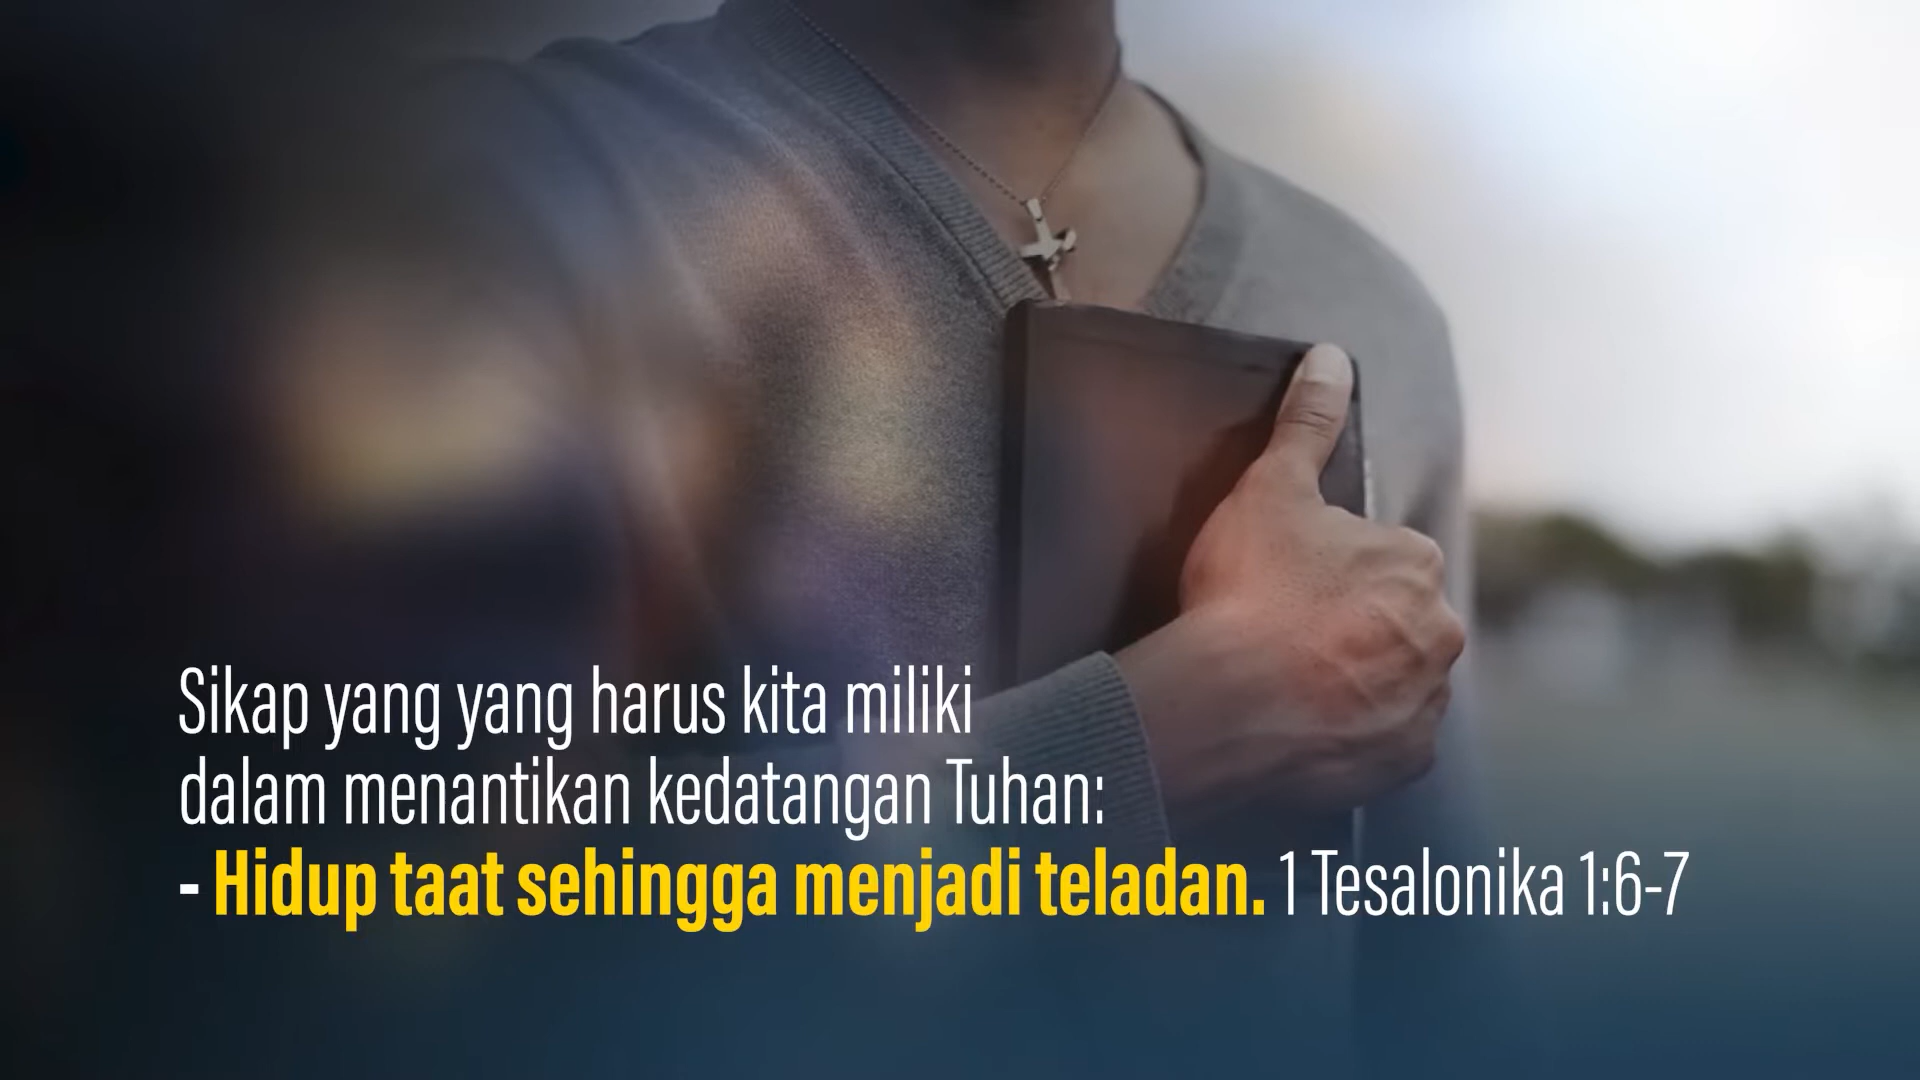 Sikap yang yang harus kita miliki
dalam menantikan kedatangan Tuhan:
- Hidup taat sehingga menjadi teladan. 1 Tesalonika 1:6-7